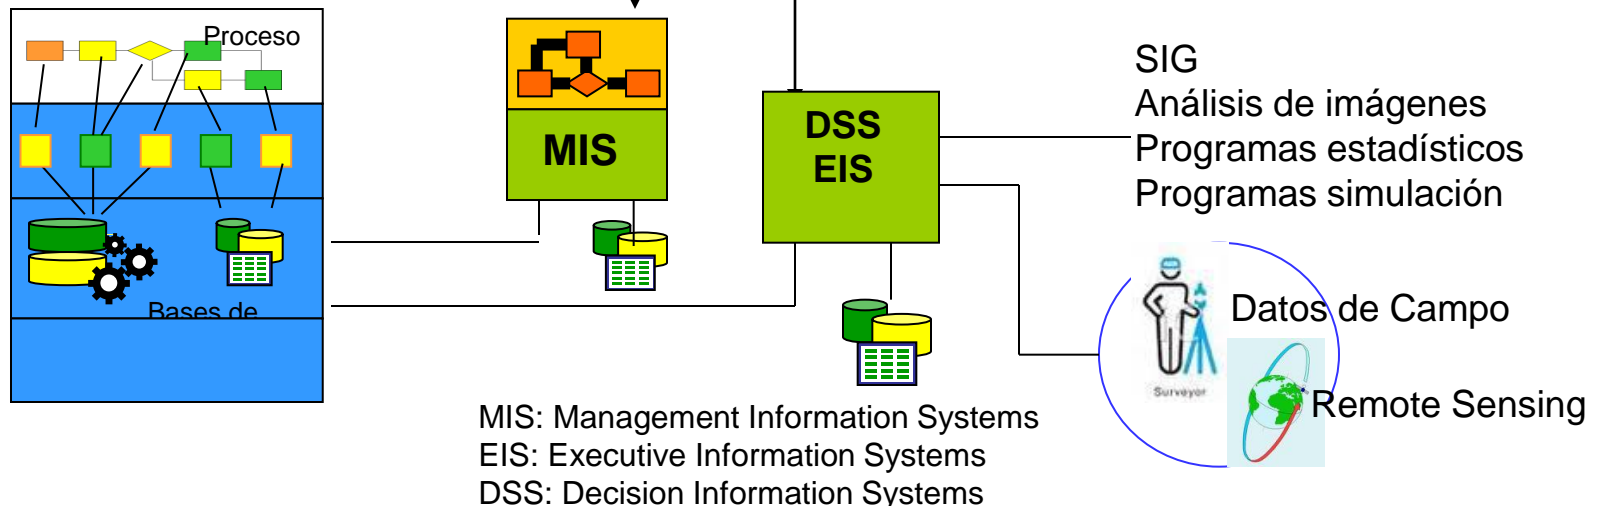 Proceso
Bases de
MIS
DSS
EIS
SIG
Análisis de imágenes
Programas estadísticos
Programas simulación
Datos de Campo
Surveyor
Remote Sensing
MIS: Management Information Systems
EIS: Executive Information Systems
DSS: Decision Information Systems